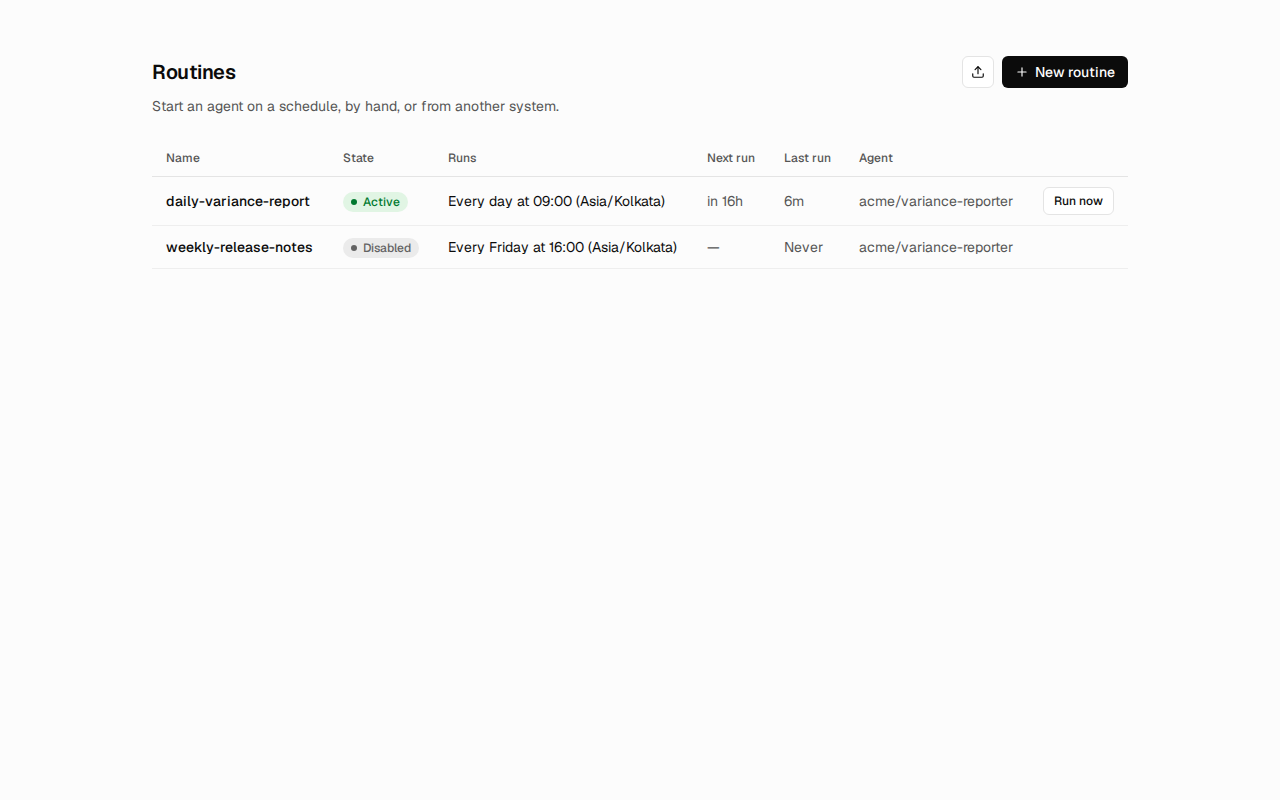 Routines
New routine
Start an agent on a schedule, by hand, or from another system.
Name State Runs Next run Last run Agent
daily-variance-report Active Every day at 09:00 (Asia/Kolkata) in 16h 6m acme/variance-reporter Run now
weekly-release-notes Disabled Every Friday at 16:00 (Asia/Kolkata) — Never acme/variance-reporter